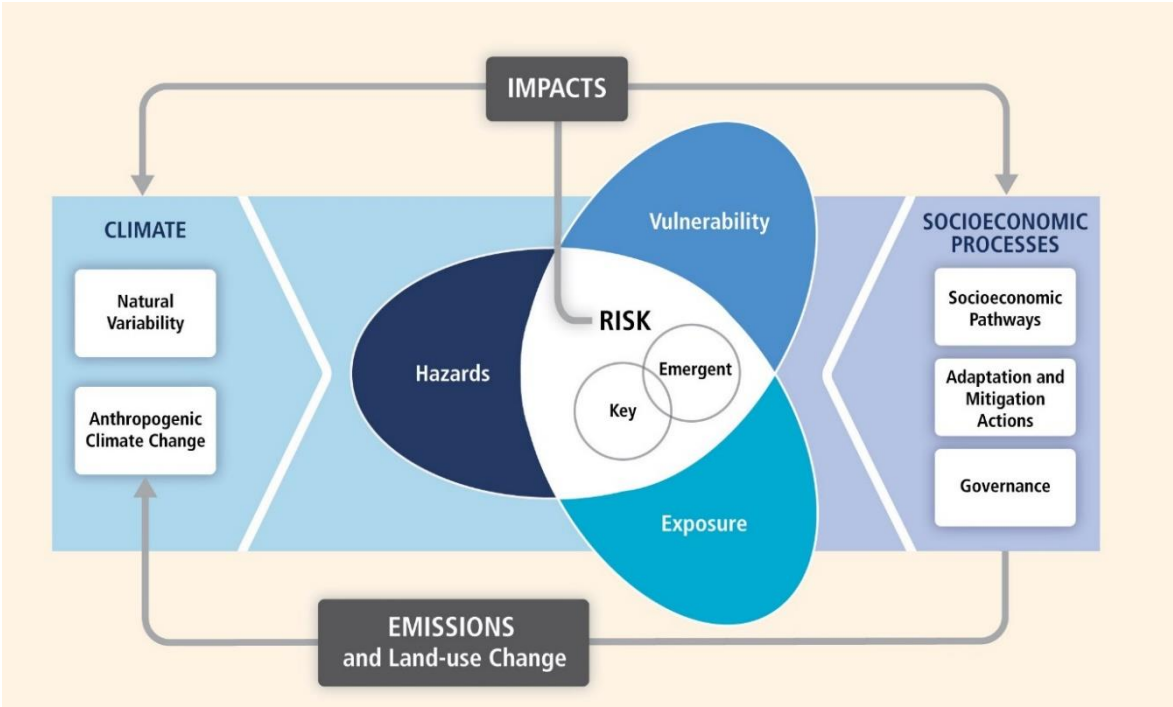 IMPACTS
CLIMATE
Natural
Variability
Anthropogenic
Climate Change
Vulnerability
Hazards
RISK
Emergent
Key
Exposure
SOCIOECONOMIC
PROCESSES
Socioeconomic
Pathways
Adaptation and
Mitigation
Actions
Governance
EMISSIONS
and Land-use Change